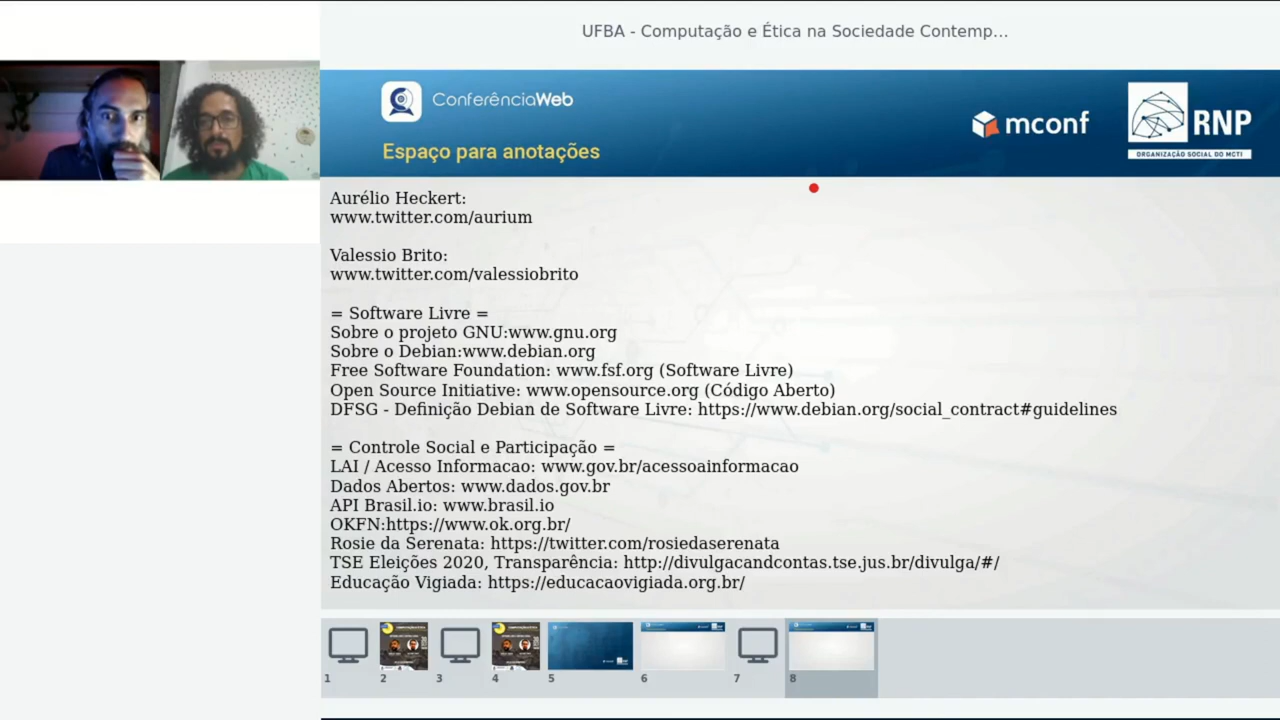 UFBA - Computação e Ética na Sociedade Contemp...
ConferênciaWeb
mconf
RNP
ORGANIZAÇÃO SOCIAL DO MCTI
Espaço para anotações
Aurélio Heckert:
www.twitter.com/aurium
Valessio Brito:
www.twitter.com/valessiobrito
= Software Livre =
Sobre o projeto GNU:www.gnu.org
Sobre o Debian:www.debian.org
Free Software Foundation: www.fsf.org (Software Livre)
Open Source Initiative: www.opensource.org (Código Aberto)
DFSG - Definição Debian de Software Livre: https://www.debian.org/social_contract#guidelines
= Controle Social e Participação =
LAI / Acesso Informacao: www.gov.br/acessoainformacao
Dados Abertos: www.dados.gov.br
API Brasil.io: www.brasil.io
OKFN:https://www.ok.org.br/
Rosie da Serenata: https://twitter.com/rosiedaserenata
TSE Eleições 2020, Transparência: http://divulgacandcontas.tse.jus.br/divulga/#/
Educação Vigiada: https://educacaovigiada.org.br/
1 2 3 4 5 6 7 8